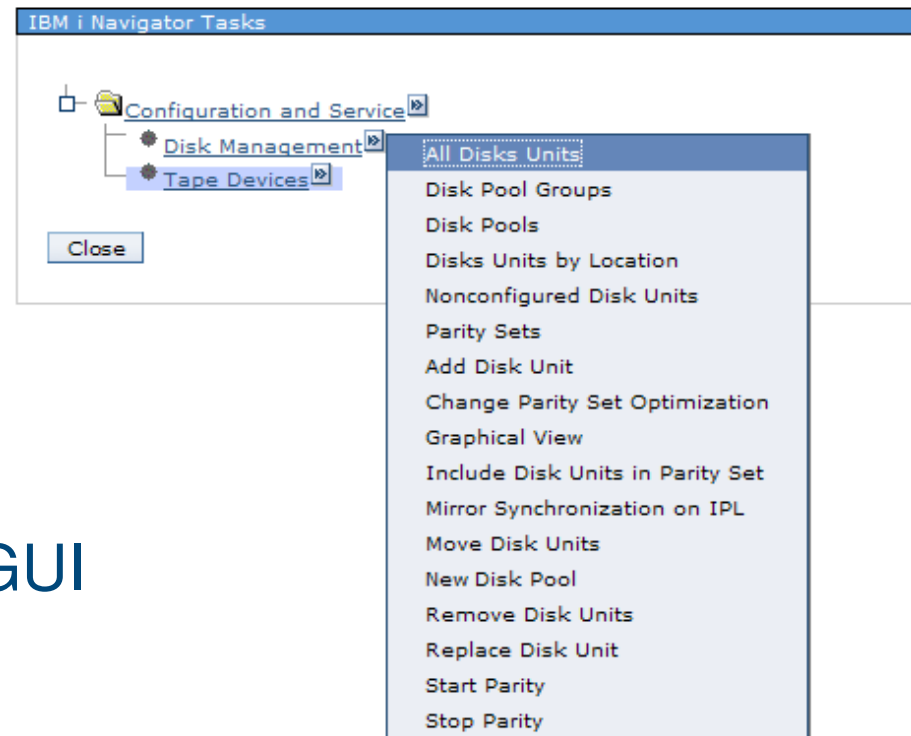 IBM i Navigator Tasks
Configuration and Service
Disk Management
Tape Devices
Close
All Disks Units
Disk Pool Groups
Disk Pools
Disks Units by Location
Nonconfigured Disk Units
Parity Sets
Add Disk Unit
Change Parity Set Optimization
Graphical View
Include Disk Units in Parity Set
Mirror Synchronization on IPL
Move Disk Units
New Disk Pool
Remove Disk Units
Replace Disk Unit
Start Parity
Stop Parity
GUI